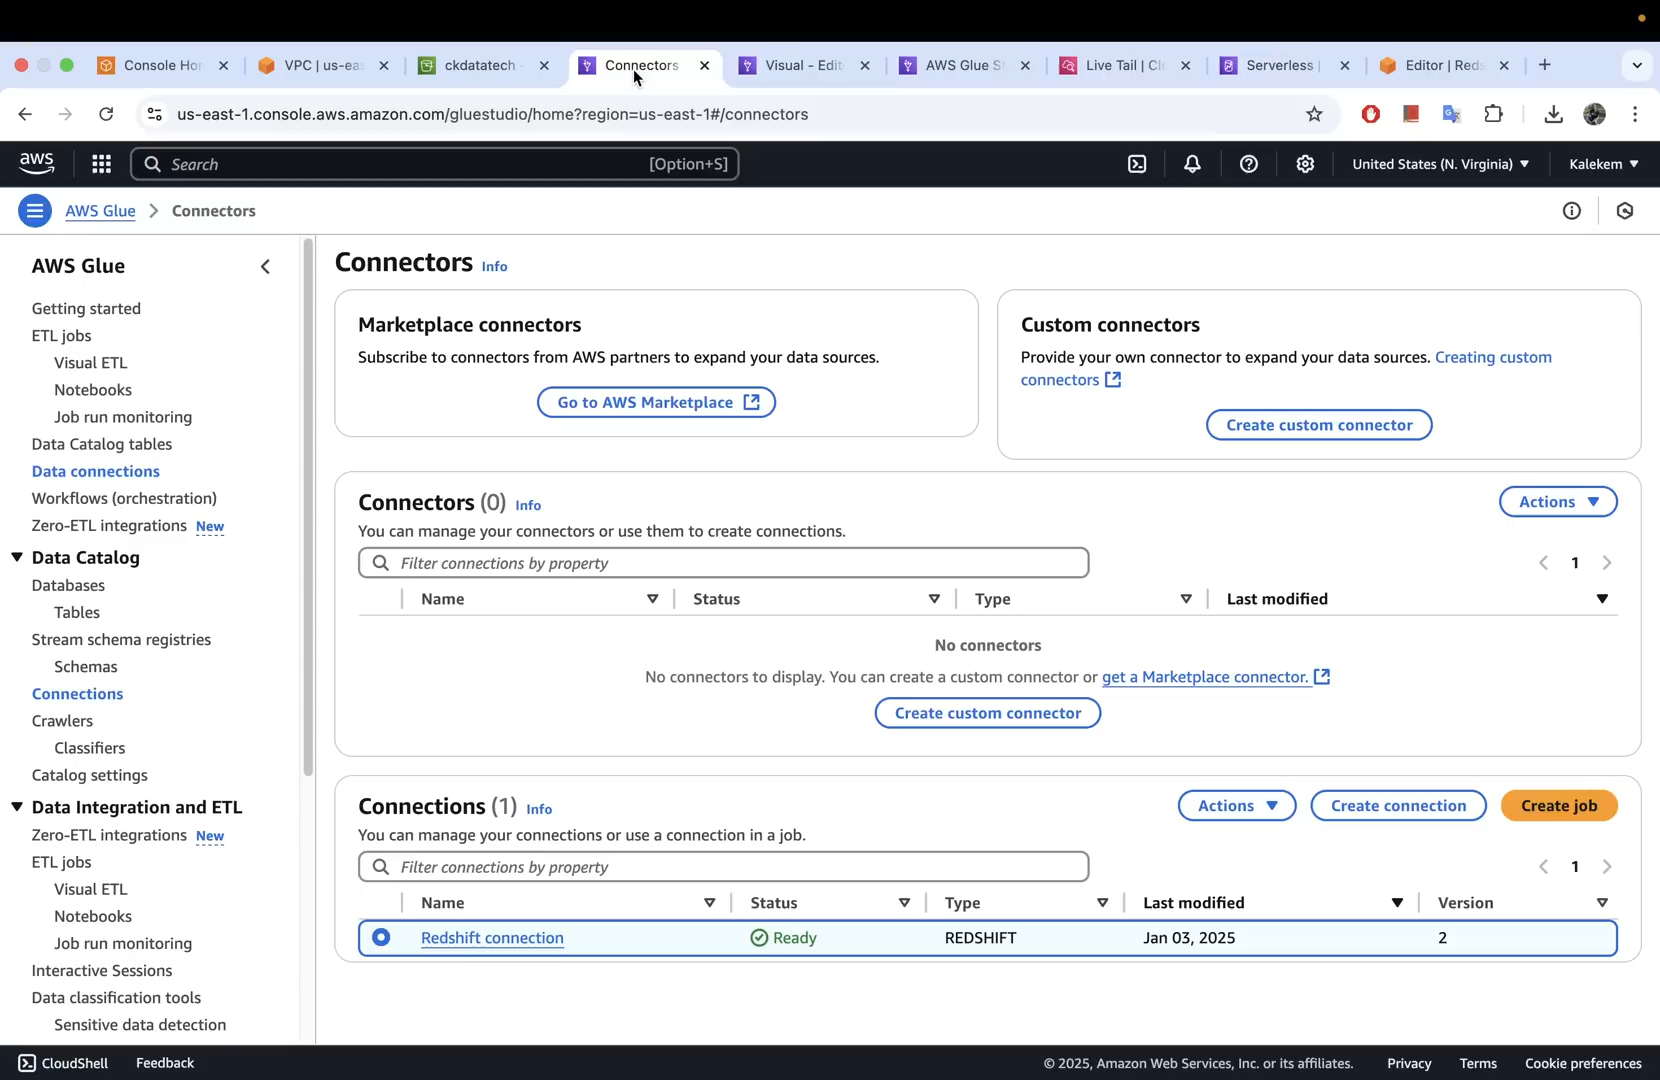 Console Ho
VPC | us-ea
ckdatatech
Connectors
Visual - Edi
AWS Glue S
Live Tail | Cl
Serverless |
Editor | Red
us-east-1.console.aws.amazon.com/gluestudio/home?region=us-east-1#/connectors
aws
Search
[Option+S]
United States (N. Virginia)
Kalekem
AWS Glue
Connectors
AWS Glue
Getting started
ETL jobs
Visual ETL
Notebooks
Job run monitoring
Data Catalog tables
Data connections
Workflows (orchestration)
Zero-ETL integrations New
Data Catalog
Databases
Tables
Stream schema registries
Schemas
Connections
Crawlers
Classifiers
Catalog settings
Data Integration and ETL
Zero-ETL integrations New
ETL jobs
Visual ETL
Notebooks
Job run monitoring
Interactive Sessions
Data classification tools
Sensitive data detection
Connectors Info
Marketplace connectors
Subscribe to connectors from AWS partners to expand your data sources.
Go to AWS Marketplace
Custom connectors
Provide your own connector to expand your data sources. Creating custom
connectors
Create custom connector
Connectors (0) Info
Actions
You can manage your connectors or use them to create connections.
Filter connections by property
1
Name
Status
Type
Last modified
No connectors
No connectors to display. You can create a custom connector or get a Marketplace connector.
Create custom connector
Connections (1) Info
Actions
Create connection
Create job
You can manage your connections or use a connection in a job.
Filter connections by property
1
Name
Status
Type
Last modified
Version
Redshift connection
Ready
REDSHIFT
Jan 03, 2025
2
CloudShell
Feedback
© 2025, Amazon Web Services, Inc. or its affiliates.
Privacy
Terms
Cookie preferences